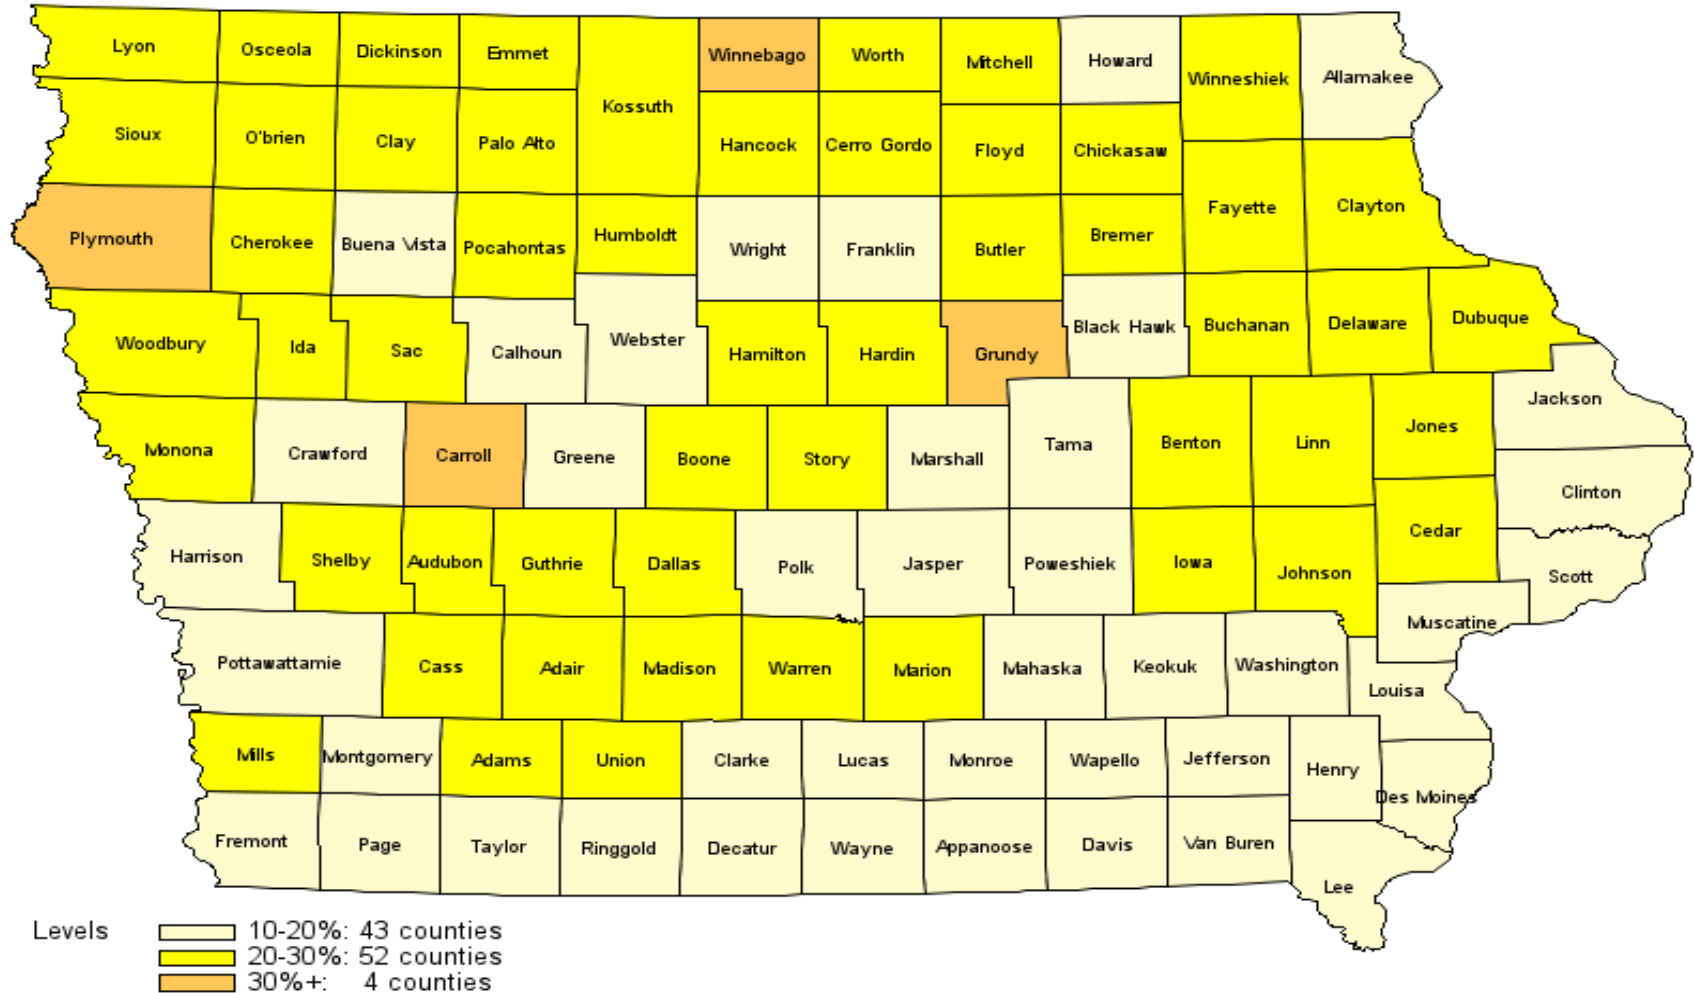 Lyon
Osceola
Dickinson
Emmet
Kossuth
Winnebago
Worth
Mitchell
Howard
Winneshiek
Allamakee
Sioux
O'brien
Clay
Palo Alto
Hancock
Cerro Gordo
Floyd
Chickasaw
Fayette
Clayton
Plymouth
Cherokee
Buena Vista
Pocahontas
Humboldt
Wright
Franklin
Butler
Bremer
Woodbury
Ida
Sac
Calhoun
Webster
Hamilton
Hardin
Grundy
Black Hawk
Buchanan
Delaware
Dubuque
Monona
Crawford
Carroll
Greene
Boone
Story
Marshall
Tama
Benton
Linn
Jones
Jackson
Clinton
Harrison
Shelby
Audubon
Guthrie
Dallas
Polk
Jasper
Poweshiek
Iowa
Johnson
Cedar
Scott
Muscatine
Pottawattamie
Cass
Adair
Madison
Warren
Marion
Mahaska
Keokuk
Washington
Louisa
Mills
Montgomery
Adams
Union
Clarke
Lucas
Monroe
Wapello
Jefferson
Henry
Des Moines
Fremont
Page
Taylor
Ringgold
Decatur
Wayne
Appanoose
Davis
Van Buren
Lee
Levels
10-20%: 43 counties
20-30%: 52 counties
30%+: 4 counties